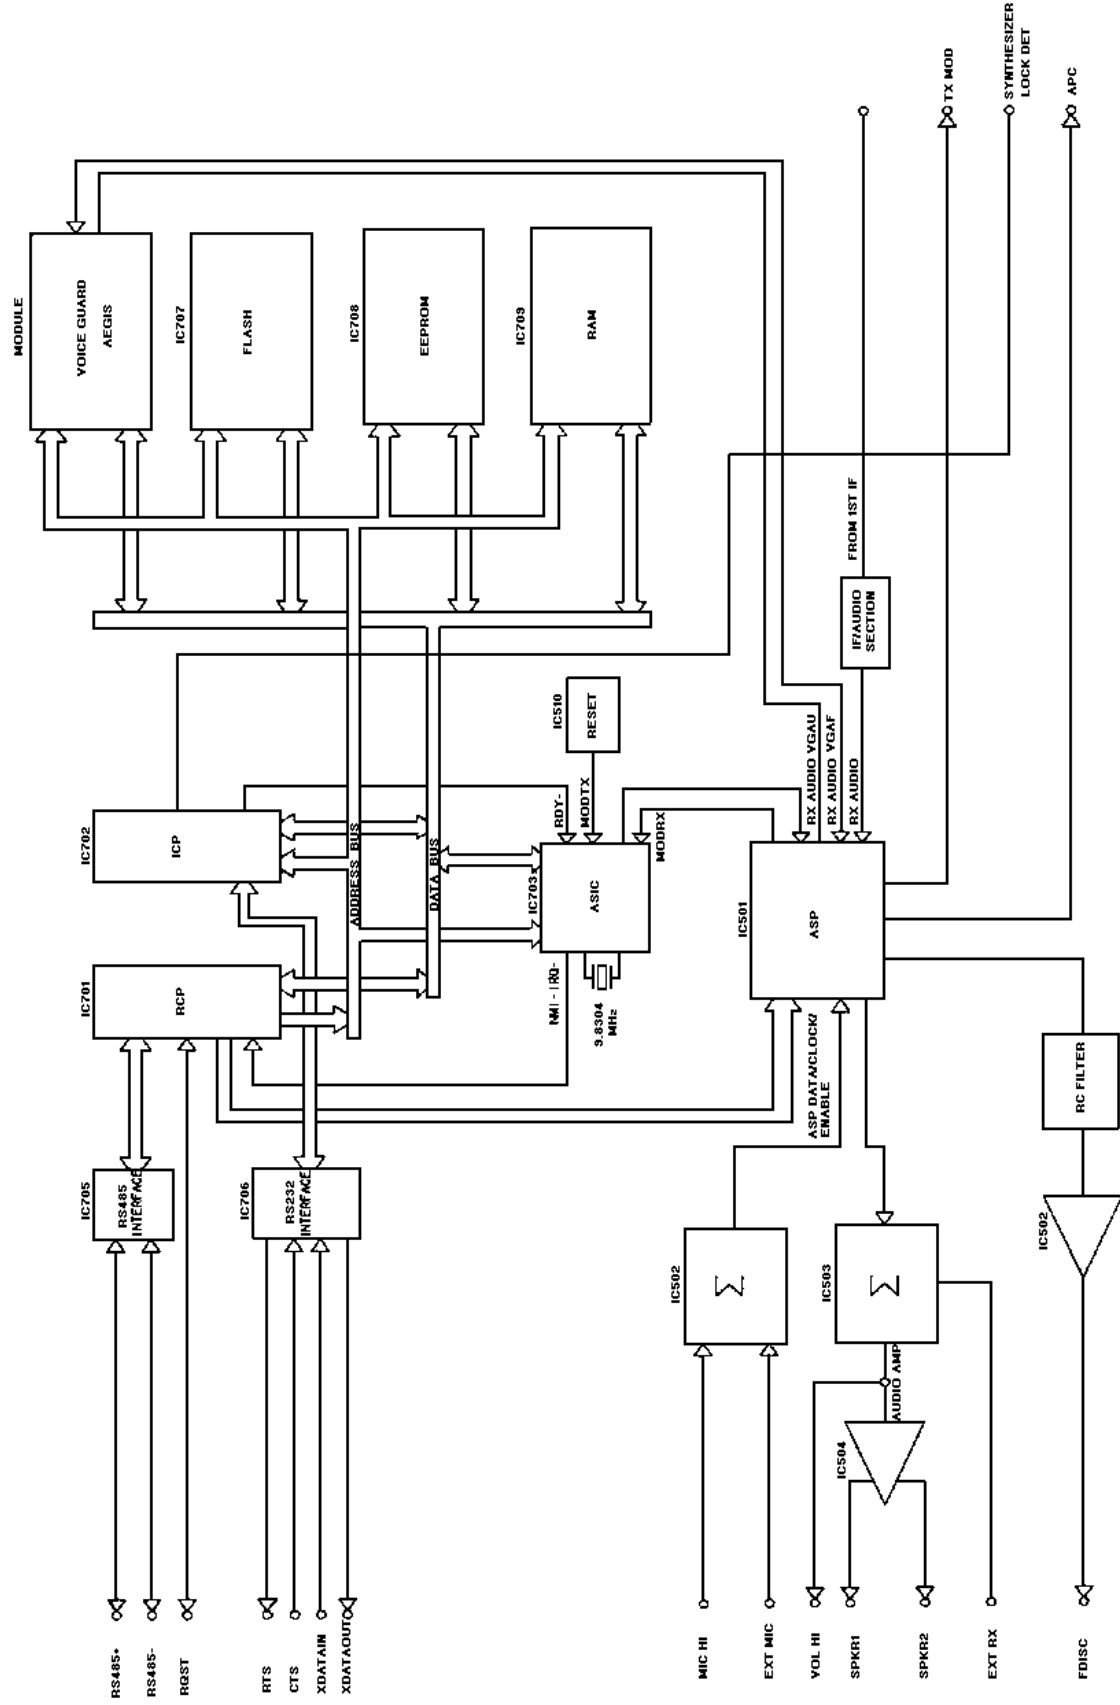 RS485+
RS485-
RQST
RTS
CTS
XDATAIN
XDATAOUT
MIC HI
EXT MIC
VOL HI
SPKR1
SPKR2
EXT RX
FDISC
IC705
RS485
INTERFACE
IC706
RS232
INTERFACE
IC502
Σ
IC503
Σ
AUDIO AMP
IC504
IC502
RC FILTER
IC701
RCP
IC702
ICP
ADDRESS BUS
DATA BUS
NMI - IRQ-
9.8304
MHz
IC703
ASIC
RDY-
MODTX
MODRX
IC510
RESET
ASP DATA/CLOCK/
ENABLE
IC501
ASP
RX AUDIO VGAU
RX AUDIO VGAF
RX AUDIO
IF/AUDIO
SECTION
FROM 1ST IF
MODULE
VOICE GUARD
AEGIS
IC707
FLASH
IC708
EEPROM
IC709
RAM
TX MOD
SYNTHESIZER
LOCK DET
APC